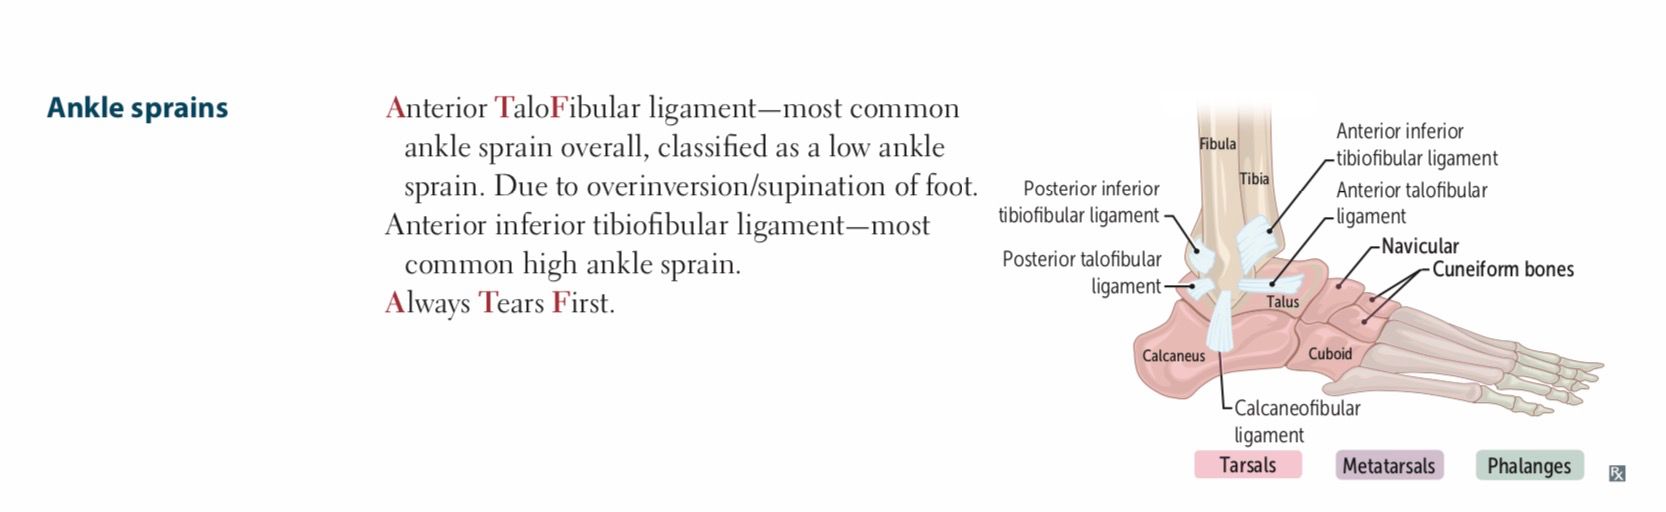 Ankle sprains
Anterior TaloFibular ligament—most common
ankle sprain overall, classified as a low ankle
sprain. Due to overinversion/supination of foot.
Anterior inferior tibiofibular ligament—most
common high ankle sprain.
Always Tears First.
Fibula
Tibia
Anterior inferior
tibiofibular ligament
Anterior talofibular
ligament
Posterior inferior
tibiofibular ligament
Posterior talofibular
ligament
Navicular
Cuneiform bones
Talus
Calcaneus
Cuboid
Calcaneofibular
ligament
Tarsals
Metatarsals
Phalanges
Rx